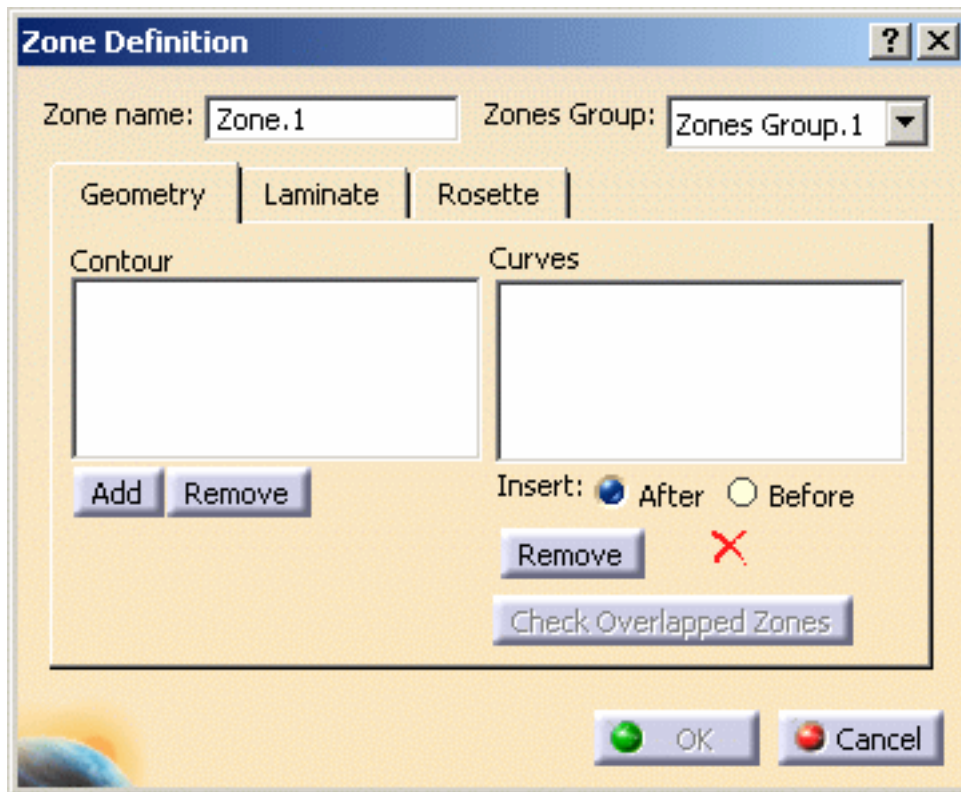 Zone Definition
Zone name: Zone.1 Zones Group: Zones Group.1
Geometry Laminate Rosette
Contour Curves
Add Remove Insert: After Before
Remove
Check Overlapped Zones
OK Cancel